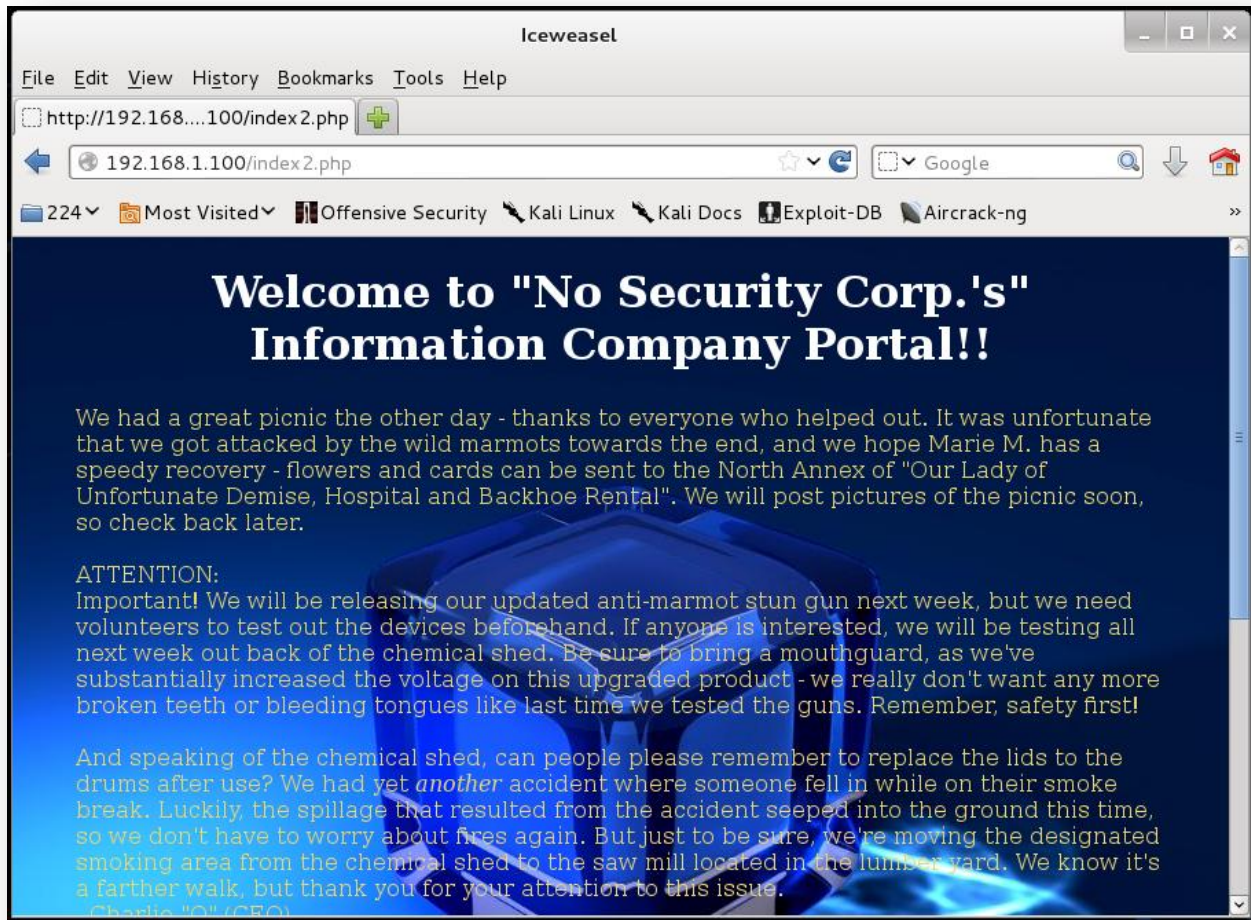 Iceweasel
File Edit View History Bookmarks Tools Help
http://192.168....100/index2.php
192.168.1.100/index2.php Google
224 Most Visited Offensive Security Kali Linux Kali Docs Exploit-DB Aircrack-ng »
Welcome to "No Security Corp.'s"
Information Company Portal!!
We had a great picnic the other day - thanks to everyone who helped out. It was unfortunate
that we got attacked by the wild marmots towards the end, and we hope Marie M. has a
speedy recovery - flowers and cards can be sent to the North Annex of "Our Lady of
Unfortunate Demise, Hospital and Backhoe Rental". We will post pictures of the picnic soon,
so check back later.
ATTENTION:
Important! We will be releasing our updated anti-marmot stun gun next week, but we need
volunteers to test out the devices beforehand. If anyone is interested, we will be testing all
next week out back of the chemical shed. Be sure to bring a mouthguard, as we've
substantially increased the voltage on this upgraded product - we really don't want any more
broken teeth or bleeding tongues like last time we tested the guns. Remember, safety first!
And speaking of the chemical shed, can people please remember to replace the lids to the
drums after use? We had yet another accident where someone fell in while on their smoke
break. Luckily, the spillage that resulted from the accident seeped into the ground this time,
so we don't have to worry about fires again. But just to be sure, we're moving the designated
smoking area from the chemical shed to the saw mill located in the lumber yard. We know it's
a farther walk, but thank you for your attention to this issue.
- Charlie "O" (CEO)